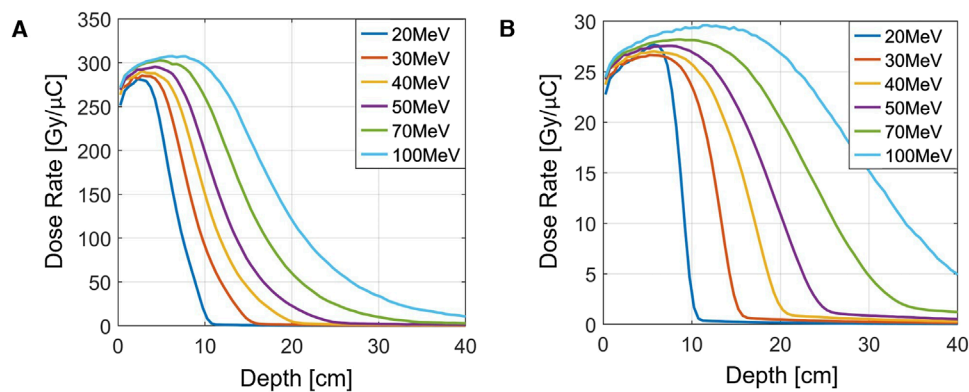 A
350
300
250
200
150
100
50
0
0 10 20 30 40
Dose Rate [Gy/μC]
Depth [cm]
20MeV
30MeV
40MeV
50MeV
70MeV
100MeV
B
30
25
20
15
10
5
0
0 10 20 30 40
Dose Rate [Gy/μC]
Depth [cm]
20MeV
30MeV
40MeV
50MeV
70MeV
100MeV